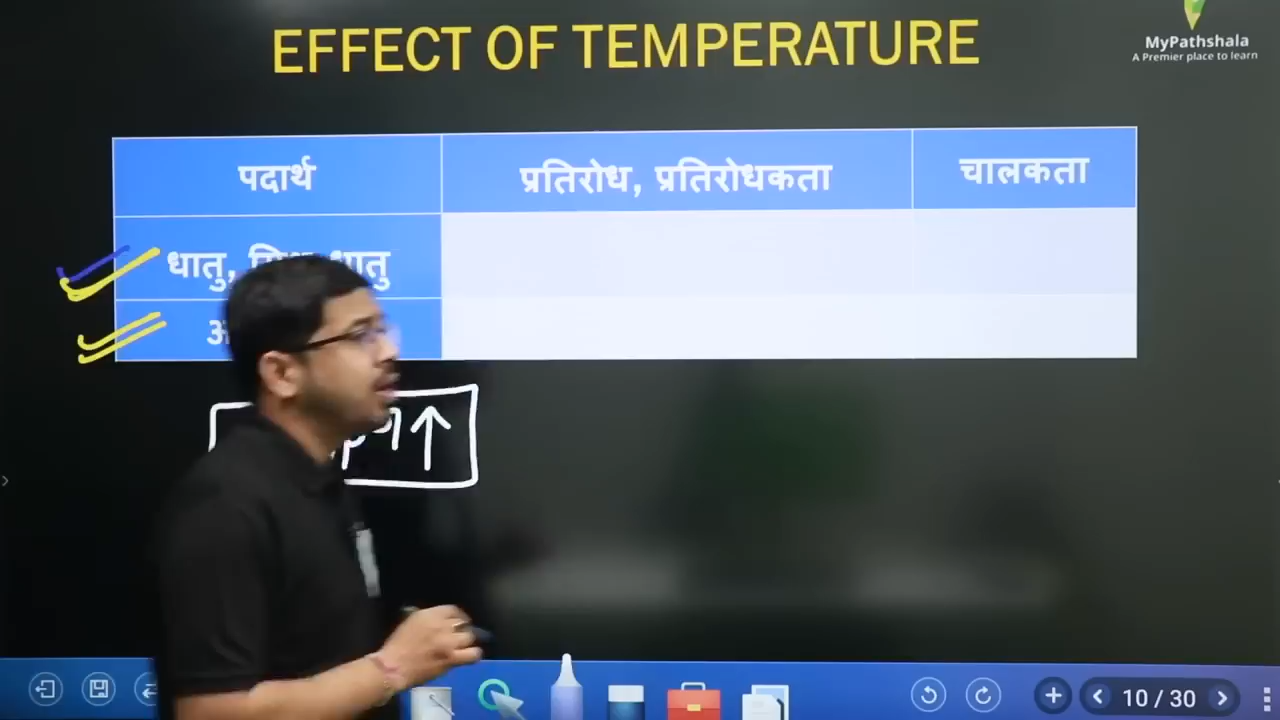 EFFECT OF TEMPERATURE
MyPathshala
A Premier place to learn
पदार्थ
प्रतिरोध, प्रतिरोधकता
चालकता
धातु, धातु
10 / 30